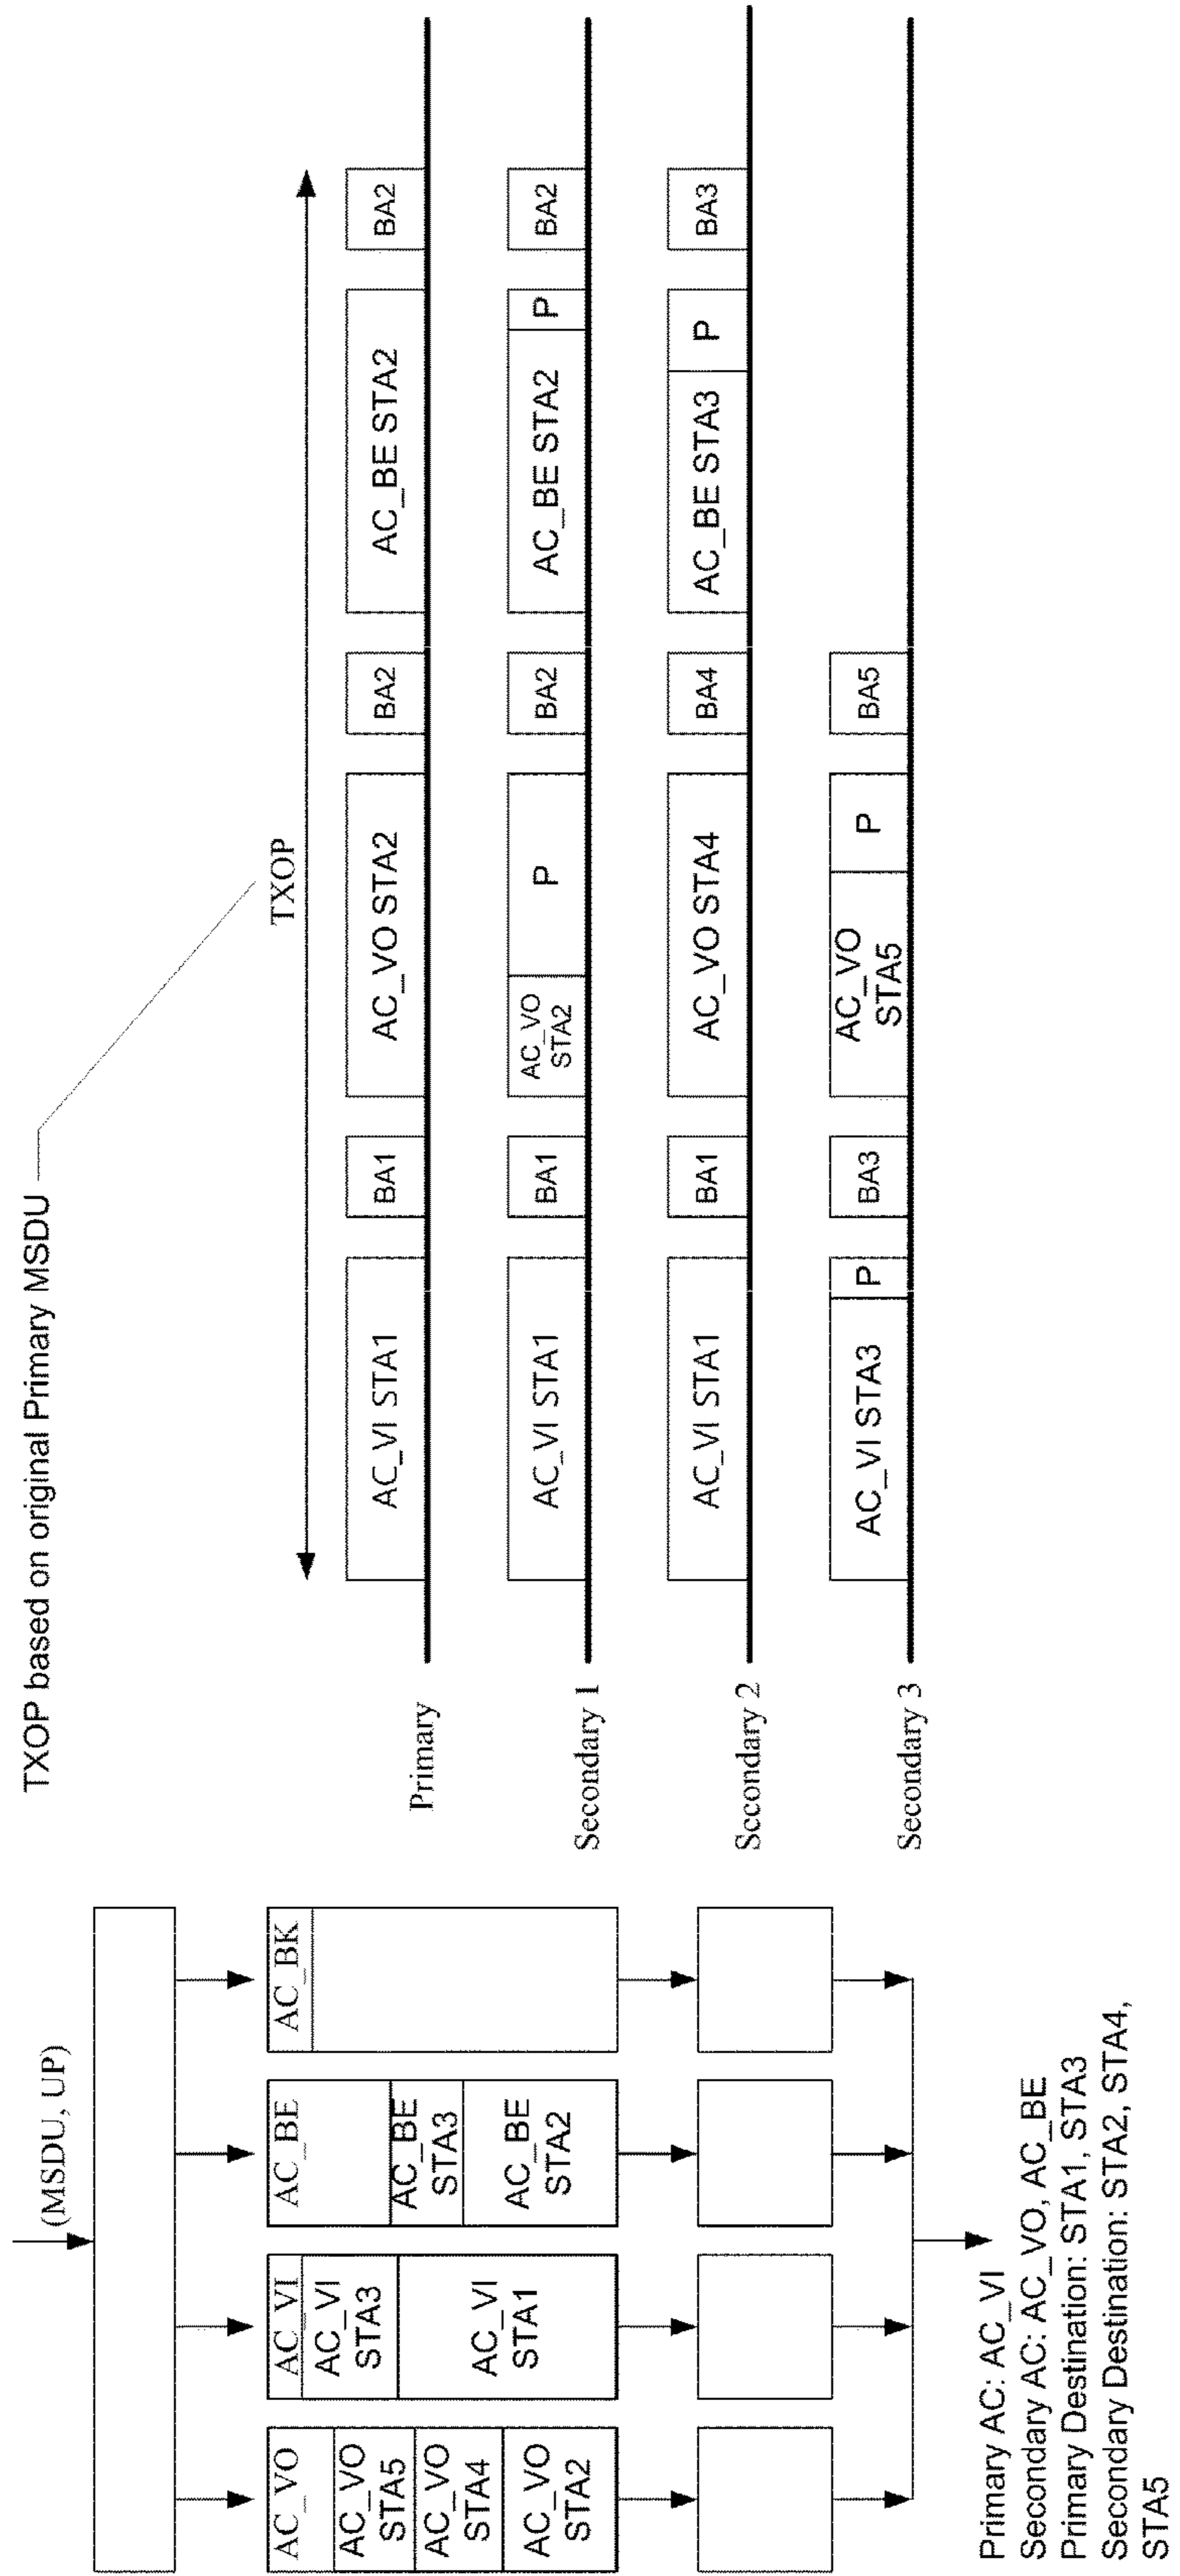 (MSDU, UP)
AC_VO
AC_VO
STA5
AC_VO
STA4
AC_VO
STA2
AC_VI
AC_VI
STA3
AC_VI
STA1
AC_BE
AC_BE
STA3
AC_BE
STA2
AC_BK
Primary AC: AC_VI
Secondary AC: AC_VO, AC_BE
Primary Destination: STA1, STA3
Secondary Destination: STA2, STA4,
STA5
TXOP based on original Primary MSDU
TXOP
Primary
AC_VI STA1
BA1
AC_VO STA2
BA2
AC_BE STA2
BA2
Secondary 1
AC_VI STA1
BA1
AC_VO
STA2
P
BA2
AC_BE STA2
P
BA2
Secondary 2
AC_VI STA1
BA1
AC_VO STA4
BA4
AC_BE STA3
P
BA3
Secondary 3
AC_VI STA3
P
BA3
AC_VO
STA5
P
BA5